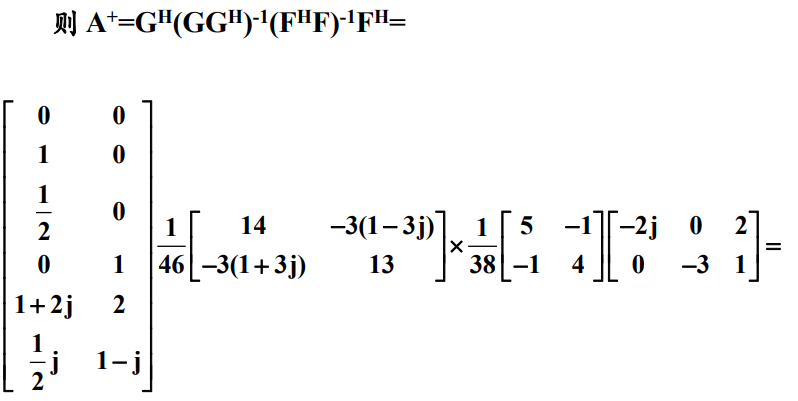 则 A⁺=Gᴴ(GGᴴ)⁻¹(FᴴF)⁻¹Fᴴ=
0 0
1 0
1/2 0
0 1
1+2j 2
1/2 j 1−j
1/46 14 −3(1−3j) × 1/38 5 −1 −2j 0 2 =
−3(1+3j) 13 −1 4 0 −3 1